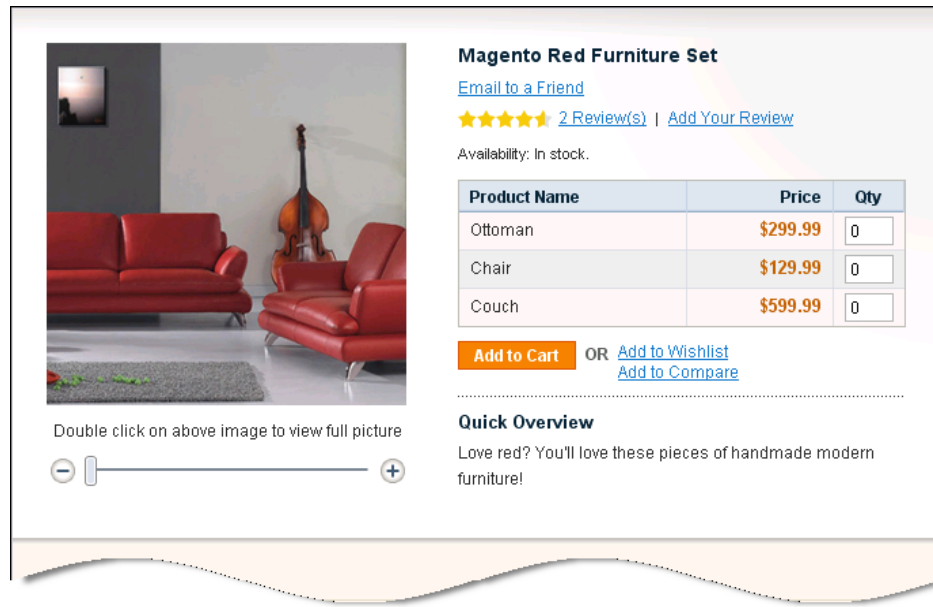 Magento Red Furniture Set
Email to a Friend
2 Review(s) | Add Your Review
Availability: In stock.
Product Name Price Qty
Ottoman $299.99 0
Chair $129.99 0
Couch $599.99 0
Add to Cart OR Add to Wishlist
Add to Compare
Double click on above image to view full picture
Quick Overview
Love red? You'll love these pieces of handmade modern
furniture!